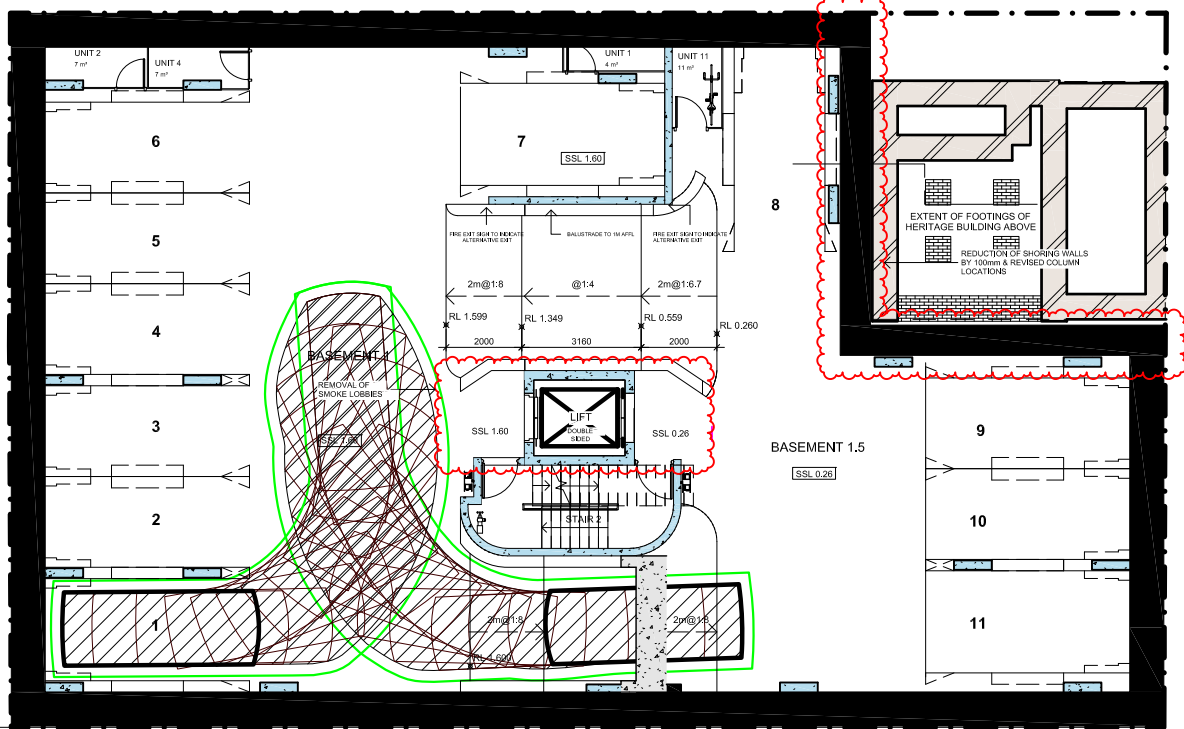 UNIT 2
7 m²
UNIT 4
7 m²
UNIT 1
4 m²
UNIT 11
11 m²
6
7
SSL 1.60
8
5
EXTENT OF FOOTINGS OF
HERITAGE BUILDING ABOVE
REDUCTION OF SHORING WALLS
BY 100mm & REVISED COLUMN
LOCATIONS
FIRE EXIT SIGN TO INDICATE
ALTERNATIVE EXIT
BALUSTRADE TO 1M AFFL
FIRE EXIT SIGN TO INDICATE
ALTERNATIVE EXIT
2m@1:8
@1:4
2m@1:6.7
RL 1.599
RL 1.349
RL 0.559
RL 0.260
2000
3160
2000
4
BASEMENT 1
REMOVAL OF
SMOKE LOBBIES
3
SSL 1.60
LIFT
DOUBLE
SIDED
SSL 0.26
BASEMENT 1.5
SSL 0.26
9
2
STAIR 2
10
1
2m@1:8
11
RL 1.600